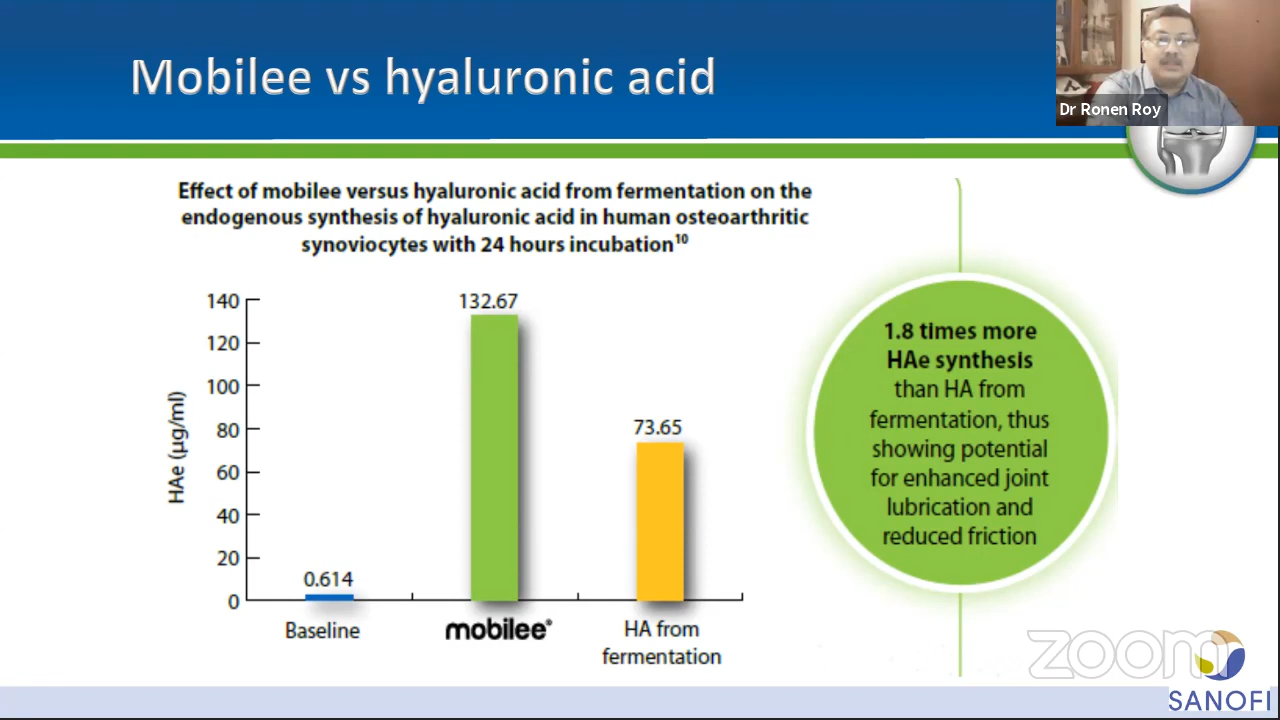 Mobilee vs hyaluronic acid
Dr Ronen Roy
Effect of mobilee versus hyaluronic acid from fermentation on the
endogenous synthesis of hyaluronic acid in human osteoarthritic
synoviocytes with 24 hours incubation¹⁰
HAe (µg/ml)
140
120
100
80
60
40
20
0
0.614
132.67
73.65
Baseline
mobilee®
HA from
fermentation
1.8 times more
HAe synthesis
than HA from
fermentation, thus
showing potential
for enhanced joint
lubrication and
reduced friction
zoom
SANOFI